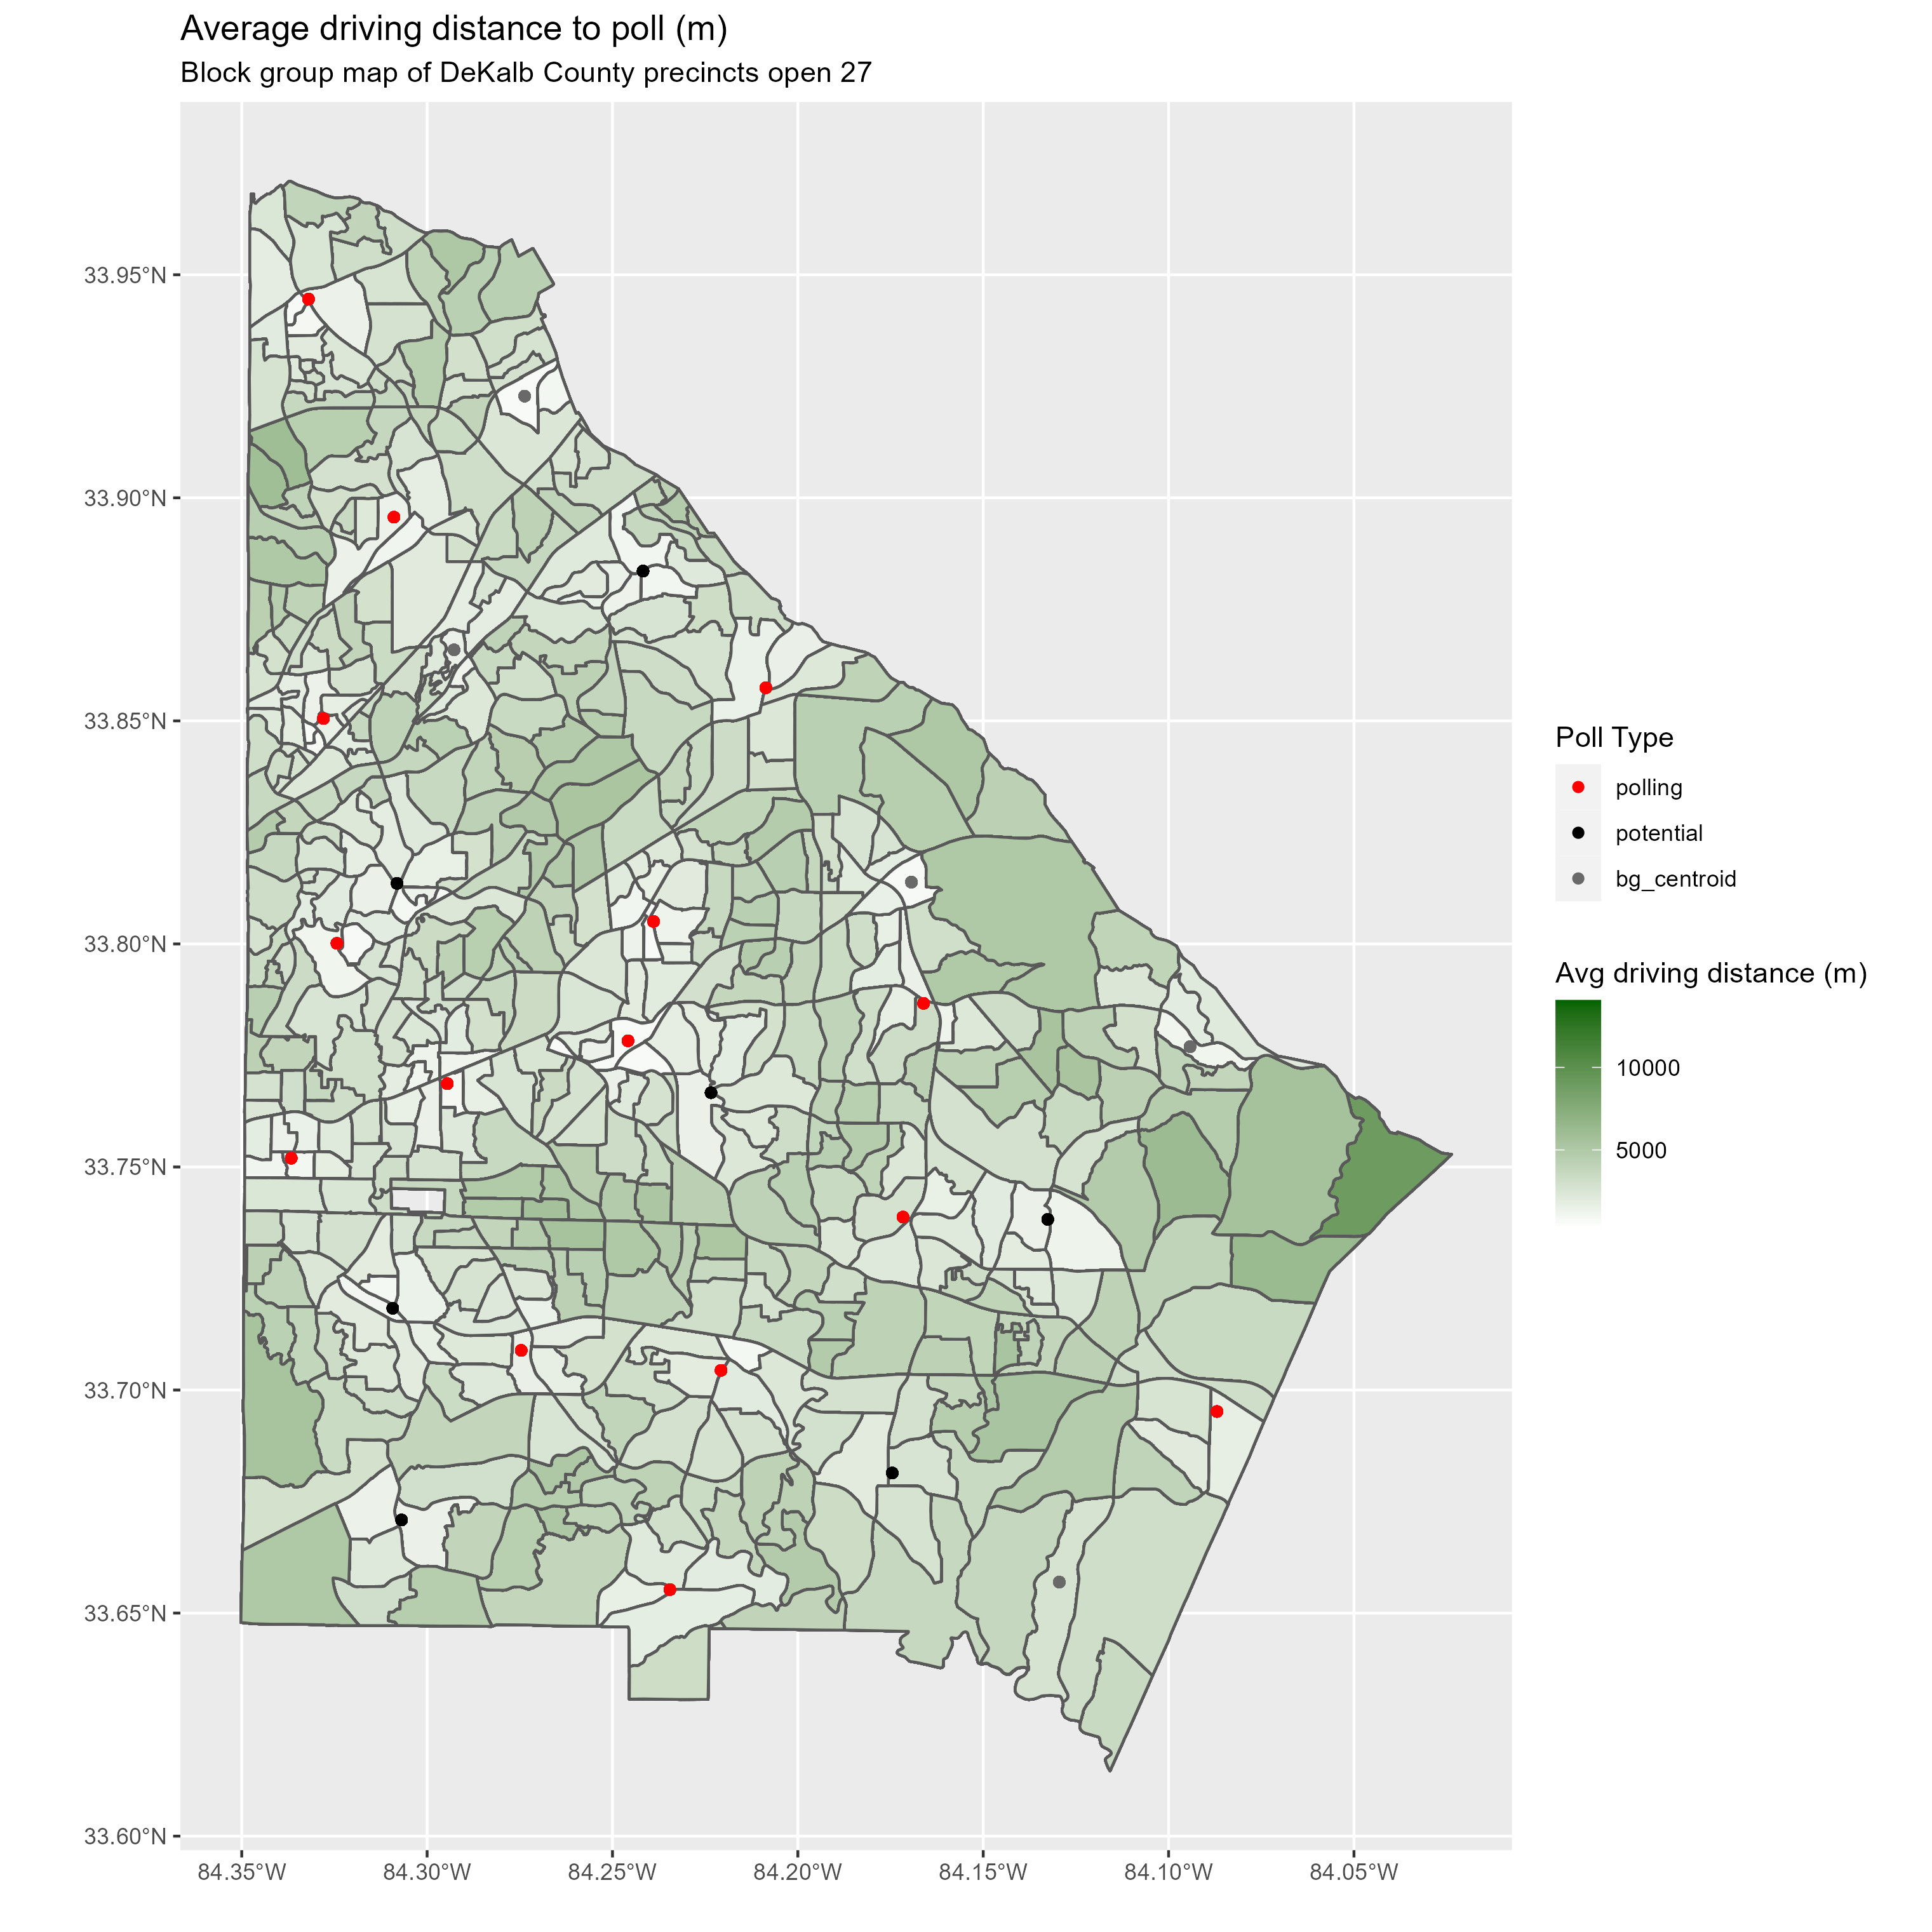 Average driving distance to poll (m)
Block group map of DeKalb County precincts open 27
33.95°N
33.90°N
33.85°N
33.80°N
33.75°N
33.70°N
33.65°N
33.60°N
84.35°W
84.30°W
84.25°W
84.20°W
84.15°W
84.10°W
84.05°W
Poll Type
polling
potential
bg_centroid
Avg driving distance (m)
10000
5000